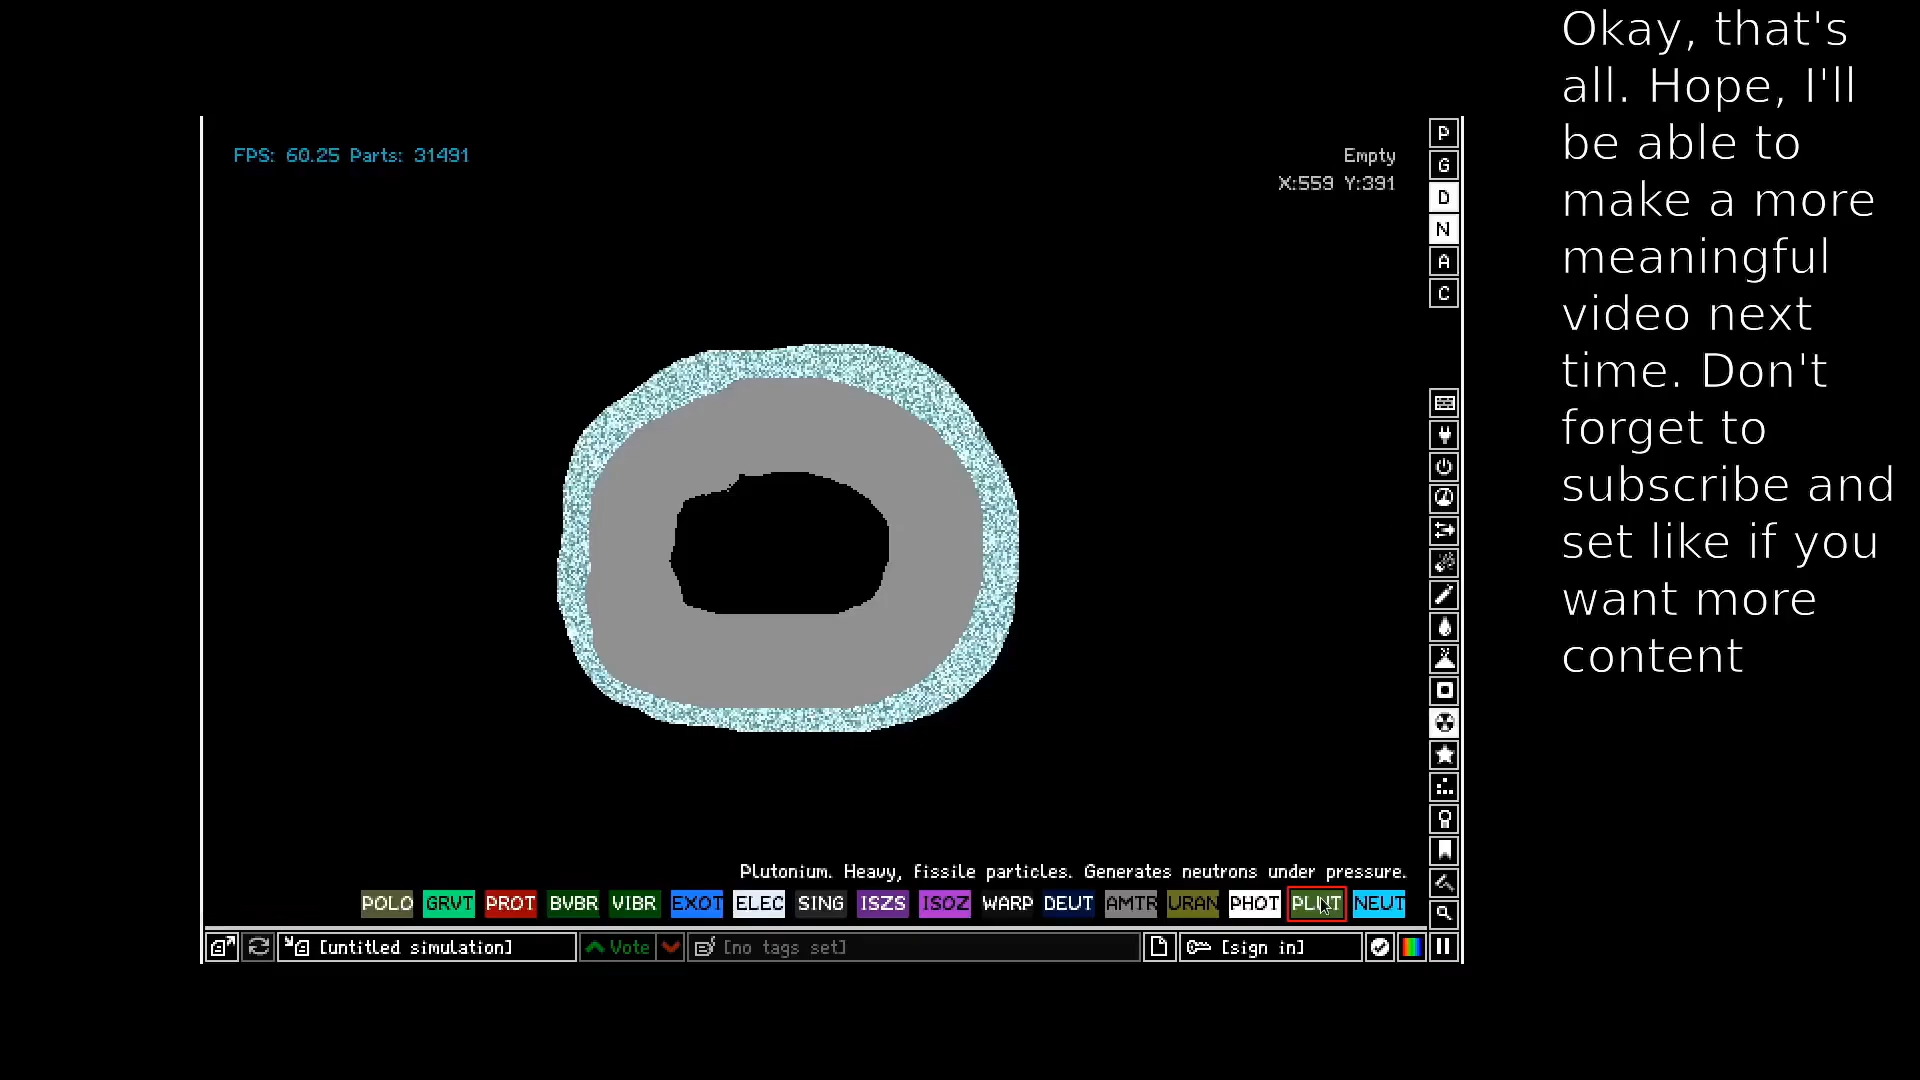 Okay, that's
all. Hope, I'll
be able to
make a more
meaningful
video next
time. Don't
forget to
subscribe and
set like if you
want more
content
FPS: 60.25 Parts: 31491
Empty
X:559 Y:391
P
G
D
N
A
C
Plutonium. Heavy, fissile particles. Generates neutrons under pressure.
POLO GRVT PROT BVBR VIBR EXOT ELEC SING ISZS ISOZ WARP DEUT AMTR URAN PHOT PLUT NEUT
[untitled simulation] Vote [no tags set] [sign in]